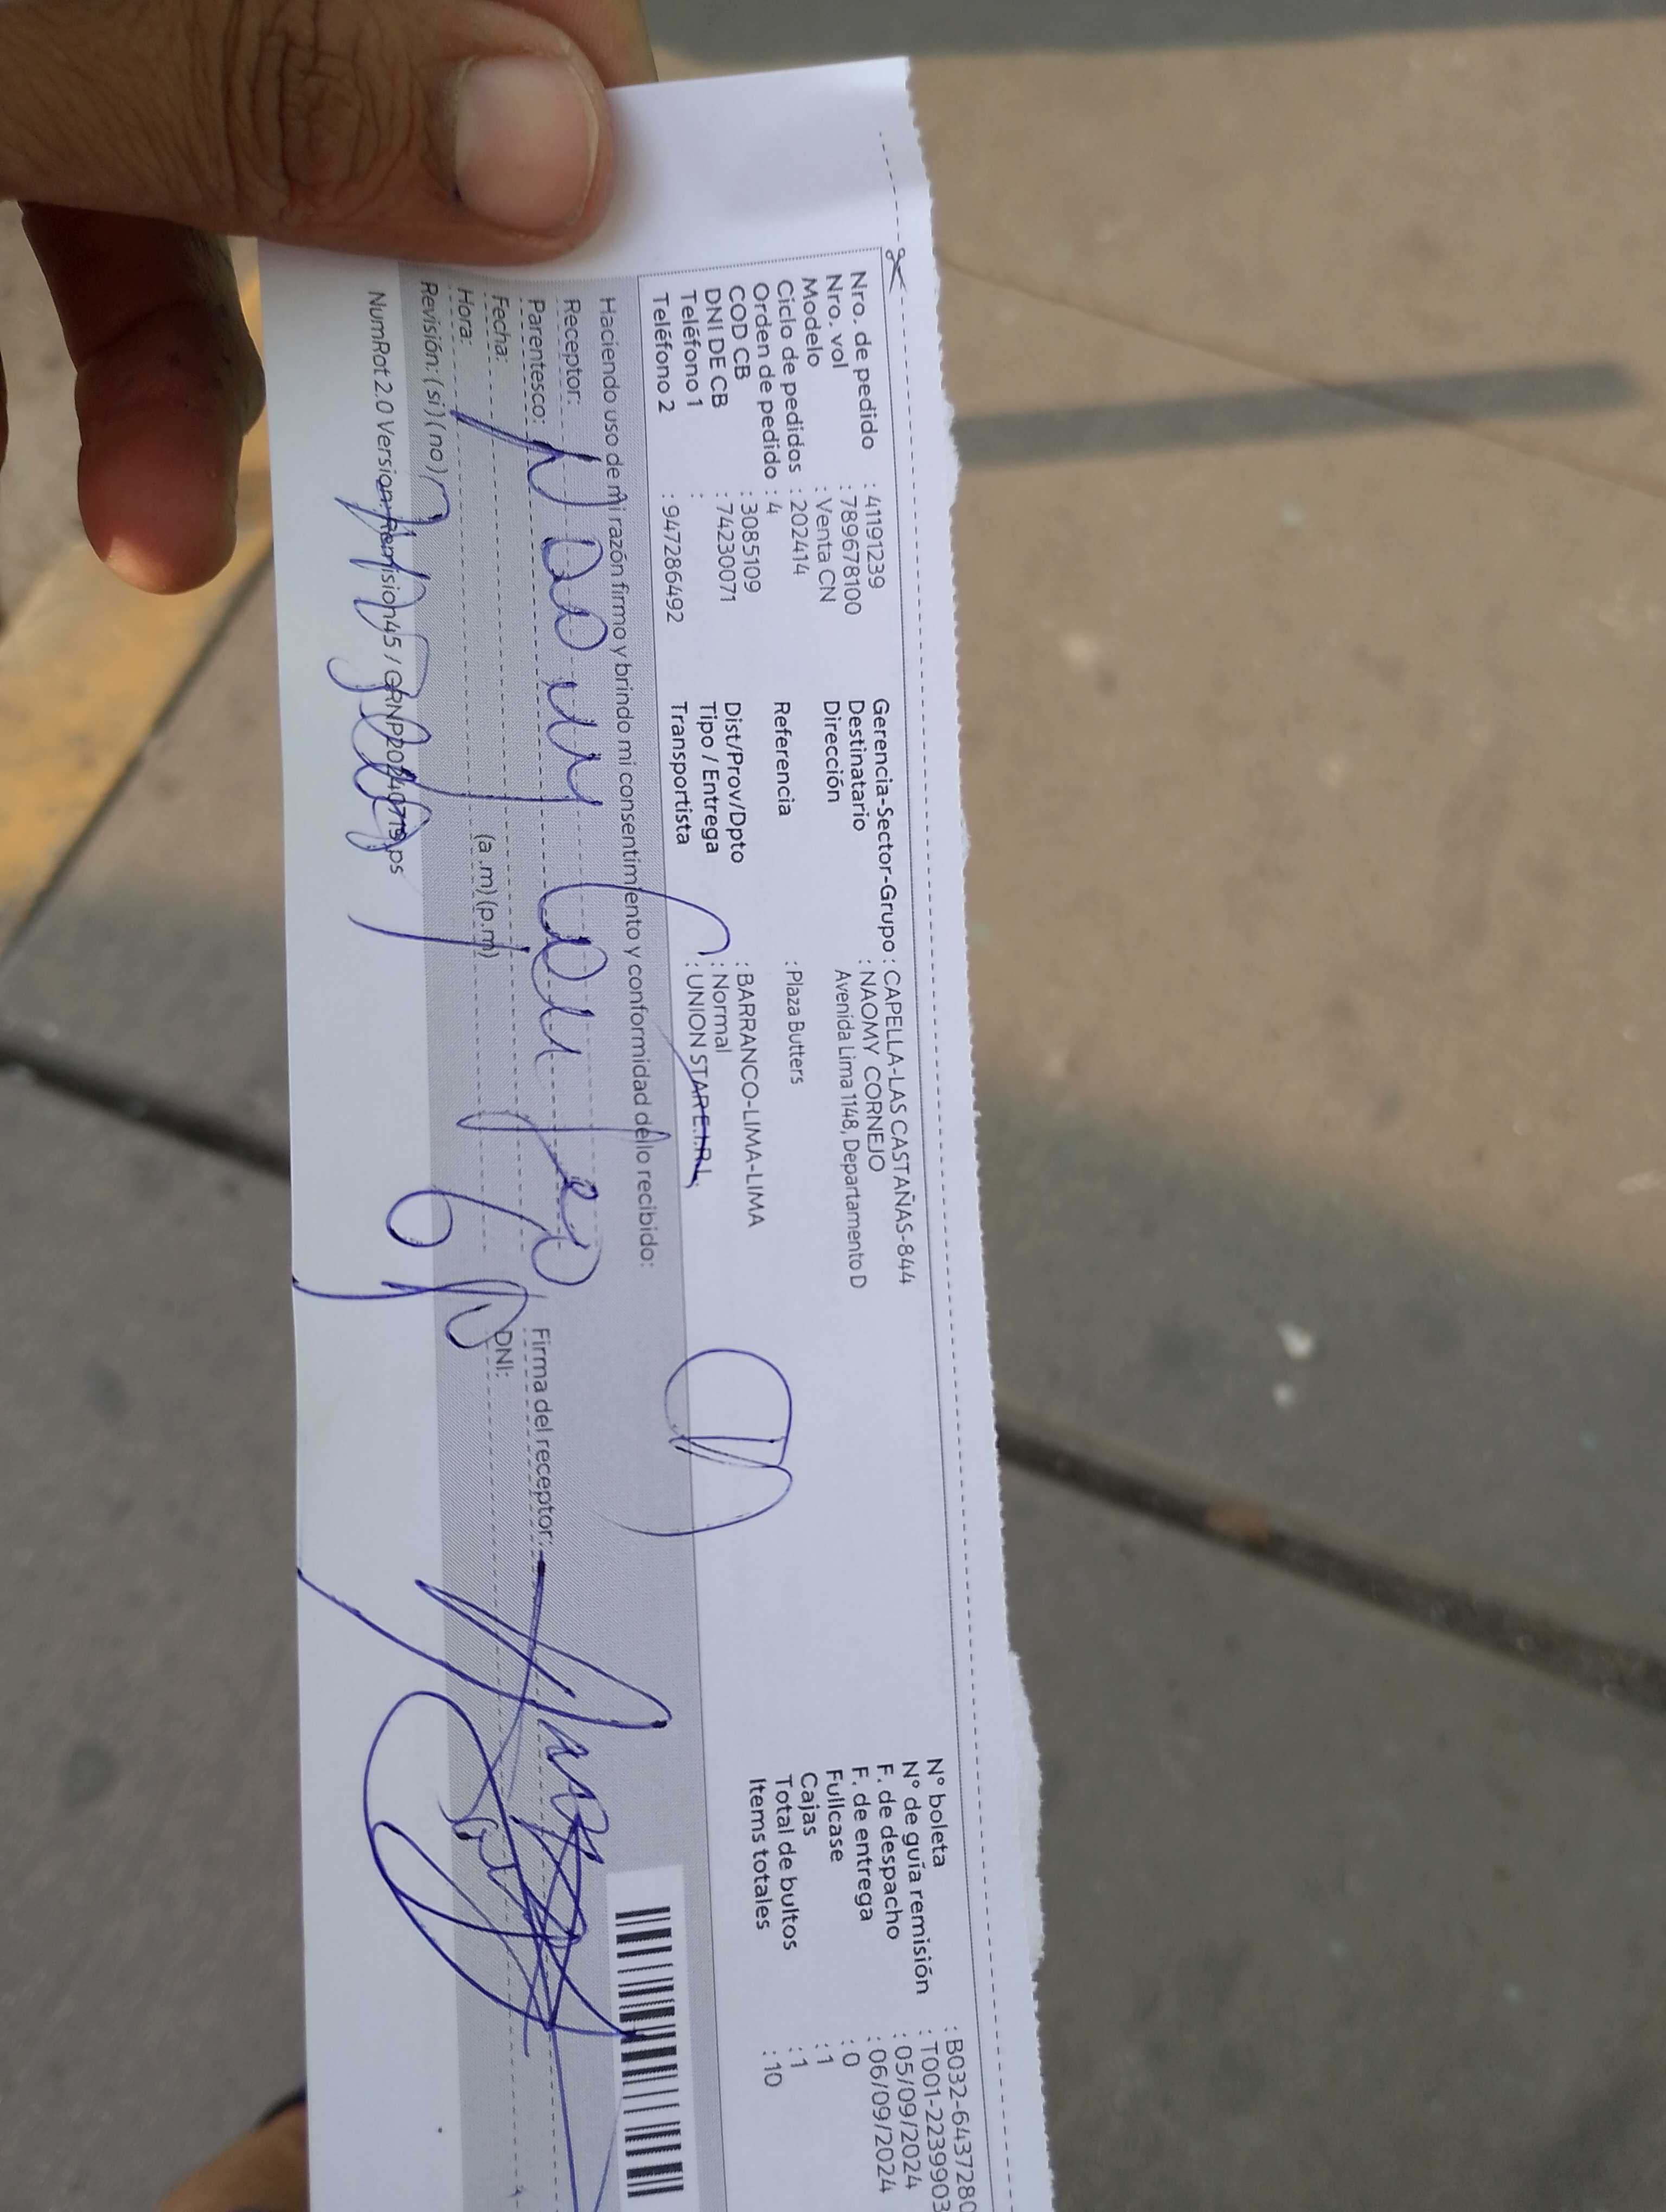 Nro. de pedido : 41191239
Nro. vol : 789678100
Modelo : Venta CN
Ciclo de pedidos : 202414
Orden de pedido : 4
COD CB : 3085109
DNI DE CB : 74230071
Teléfono 1 :
Teléfono 2 : 947286492
Gerencia-Sector-Grupo : CAPELLA-LAS CASTAÑAS-844
Destinatario : NAOMY CORNEJO
Dirección Avenida Lima 1148, Departamento D
Referencia : Plaza Butters
Dist/Prov/Dpto : BARRANCO-LIMA-LIMA
Tipo / Entrega : Normal
Transportista : UNION STAR E.I.R.L.
N° boleta : B032-6437280
N° de guía remisión : T001-2239903
F. de despacho : 05/09/2024
F. de entrega : 06/09/2024
Fullcase : 0
Cajas : 1
Total de bultos : 1
Items totales : 10
Haciendo uso de mi razón firmo y brindo mi consentimiento y conformidad de lo recibido:
Receptor:
Parentesco:
Fecha:
Hora: (a.m) (p.m)
Revisión: (si) (no)
Firma del receptor:
DNI:
NumRot 2.0 Version: Remision45 / GRNP20240719.ps